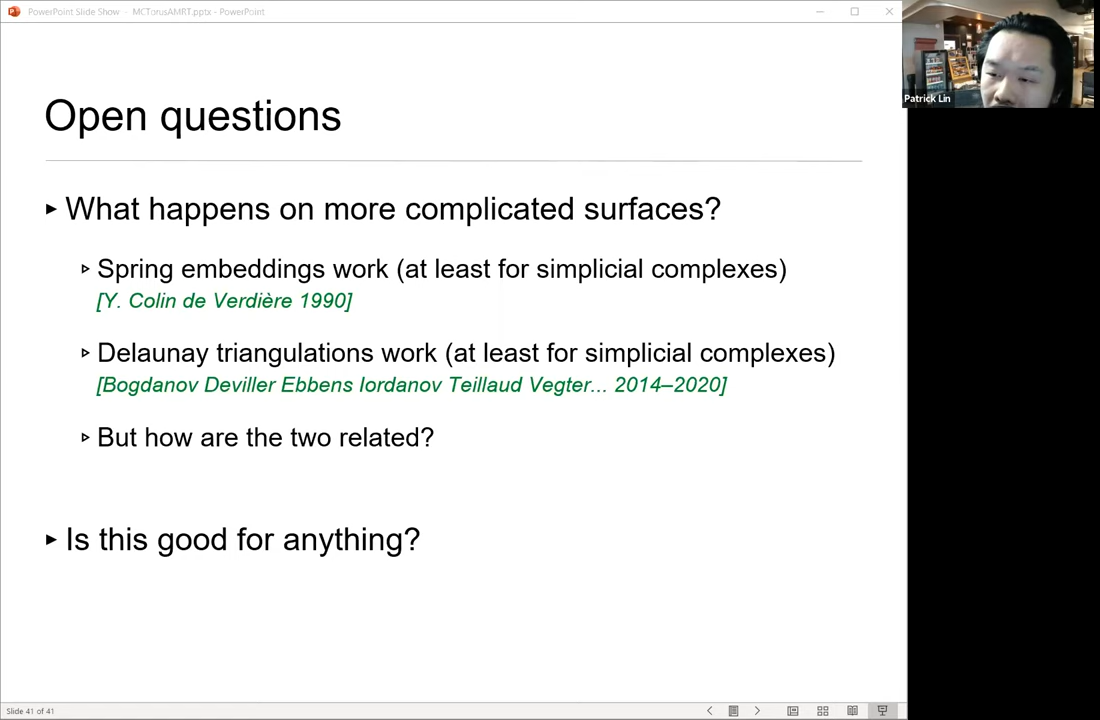 PowerPoint Slide Show - MCTorusAMRT.pptx - PowerPoint
Patrick Lin
Open questions
▸ What happens on more complicated surfaces?
▹ Spring embeddings work (at least for simplicial complexes)
[Y. Colin de Verdière 1990]
▹ Delaunay triangulations work (at least for simplicial complexes)
[Bogdanov Deviller Ebbens Iordanov Teillaud Vegter... 2014–2020]
▹ But how are the two related?
▸ Is this good for anything?
Slide 41 of 41